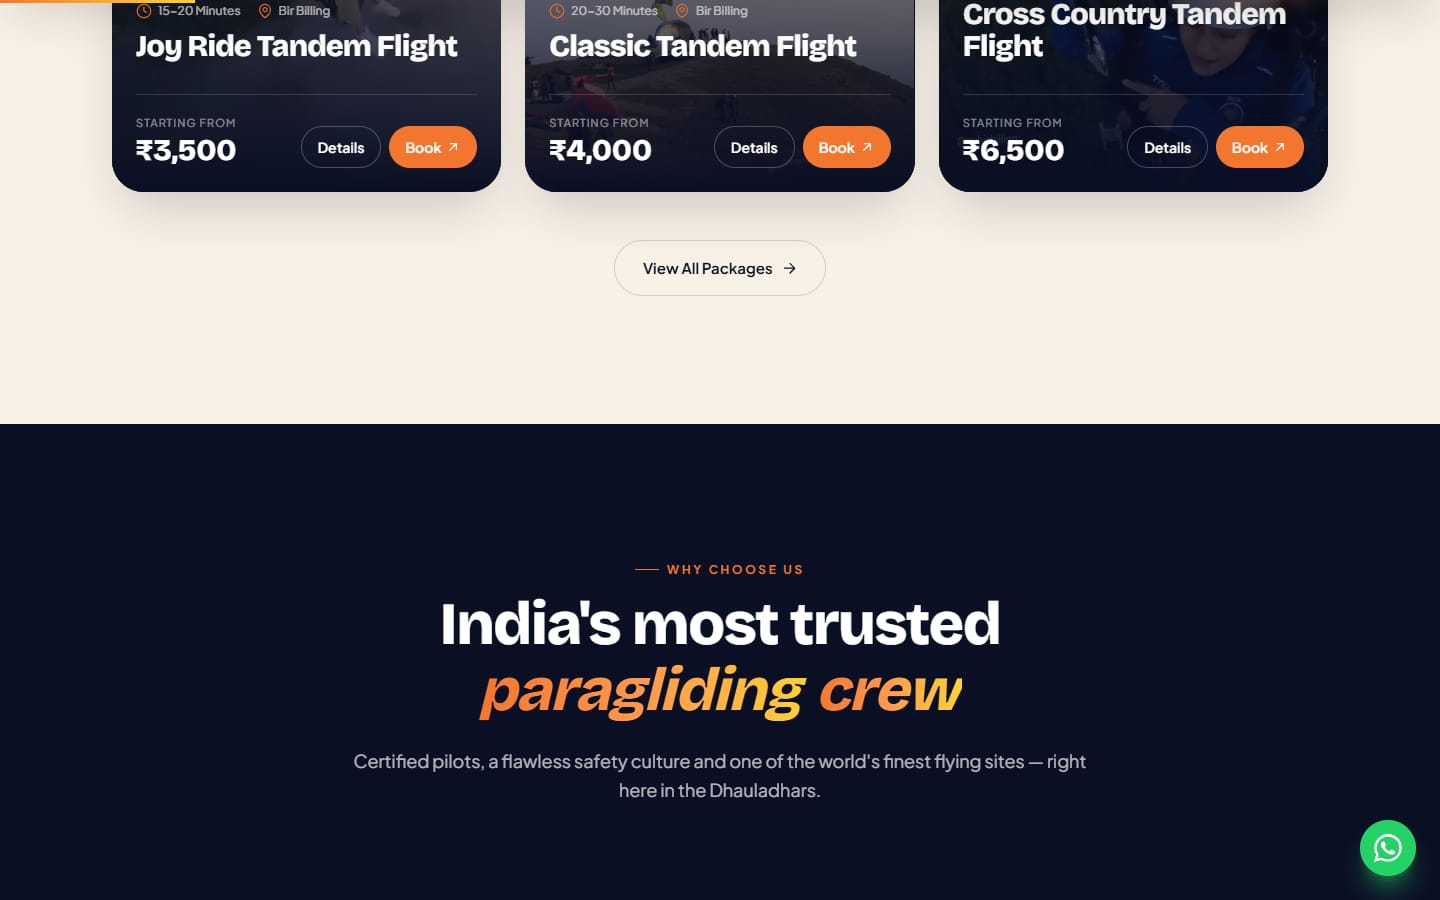 15–20 Minutes Bir Billing
Joy Ride Tandem Flight
STARTING FROM
₹3,500
Details
Book
20–30 Minutes Bir Billing
Classic Tandem Flight
STARTING FROM
₹4,000
Details
Book
Cross Country Tandem
Flight
STARTING FROM
₹6,500
Details
Book
View All Packages
WHY CHOOSE US
India's most trusted
paragliding crew
Certified pilots, a flawless safety culture and one of the world's finest flying sites — right
here in the Dhauladhars.